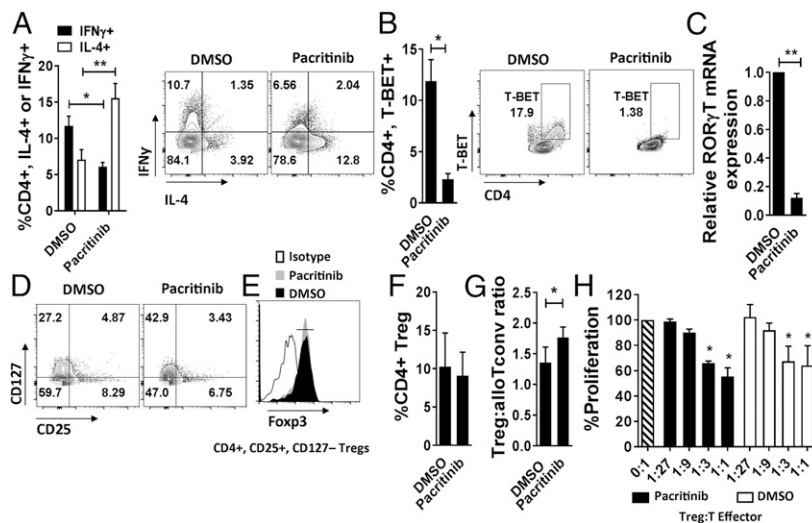 A
IFNγ+
IL-4+
%CD4+, IL-4+ or IFNγ+
20
15
10
5
0
**
*
DMSO
Pacritinib
DMSO
Pacritinib
10.7
1.35
6.56
2.04
84.1
3.92
78.6
12.8
IFNγ
IL-4
B
%CD4+, T-BET+
15
10
5
0
*
DMSO
Pacritinib
DMSO
Pacritinib
T-BET
17.9
T-BET
1.38
T-BET
CD4
C
Relative RORγT mRNA
expression
1.0
0.8
0.6
0.4
0.2
0
**
DMSO
Pacritinib
D
DMSO
Pacritinib
27.2
4.87
42.9
3.43
59.7
8.29
47.0
6.75
CD127
CD25
E
Isotype
Pacritinib
DMSO
Foxp3
CD4+, CD25+, CD127– Tregs
F
%CD4+ Treg
20
15
10
5
0
DMSO
Pacritinib
G
Treg:alloTconv ratio
2.5
2.0
1.5
1.0
0.5
0.0
*
DMSO
Pacritinib
H
%Proliferation
120
100
80
60
40
20
0
*
*
*
*
0:1
1:27
1:9
1:3
1:1
1:27
1:9
1:3
1:1
Pacritinib
DMSO
Treg:T Effector